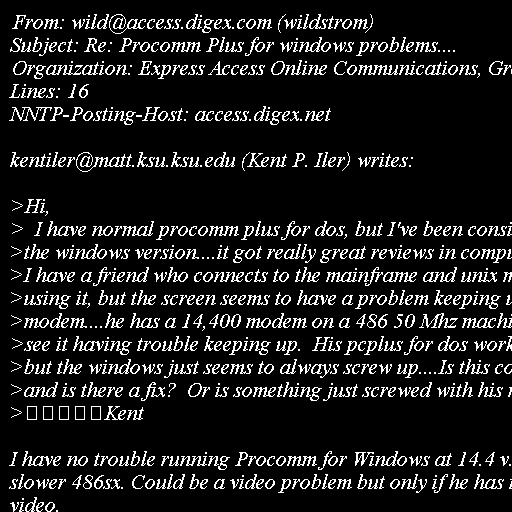 From: wild@access.digex.com (wildstrom)
Subject: Re: Procomm Plus for windows problems....
Organization: Express Access Online Communications,
Lines: 16
NNTP-Posting-Host: access.digex.net

kentiler@matt.ksu.ksu.edu (Kent P. Iler) writes:

>Hi,
>  I have normal procomm plus for dos, but I've been
>the windows version....it got really great reviews in
>I have a friend who connects to the mainframe and unix
>using it, but the screen seems to have a problem keeping
>modem....he has a 14,400 modem on a 486 50 Mhz
>see it having trouble keeping up.  His pcplus for dos
>but the windows just seems to always screw up....Is this
>and is there a fix?  Or is something just screwed with his
>□□□□□Kent

I have no trouble running Procomm for Windows at 14.4
slower 486sx. Could be a video problem but only if he has
video.